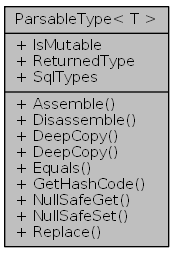 ParsableType< T >
+ IsMutable
+ ReturnedType
+ SqlTypes
+ Assemble()
+ Disassemble()
+ DeepCopy()
+ DeepCopy()
+ Equals()
+ GetHashCode()
+ NullSafeGet()
+ NullSafeSet()
+ Replace()